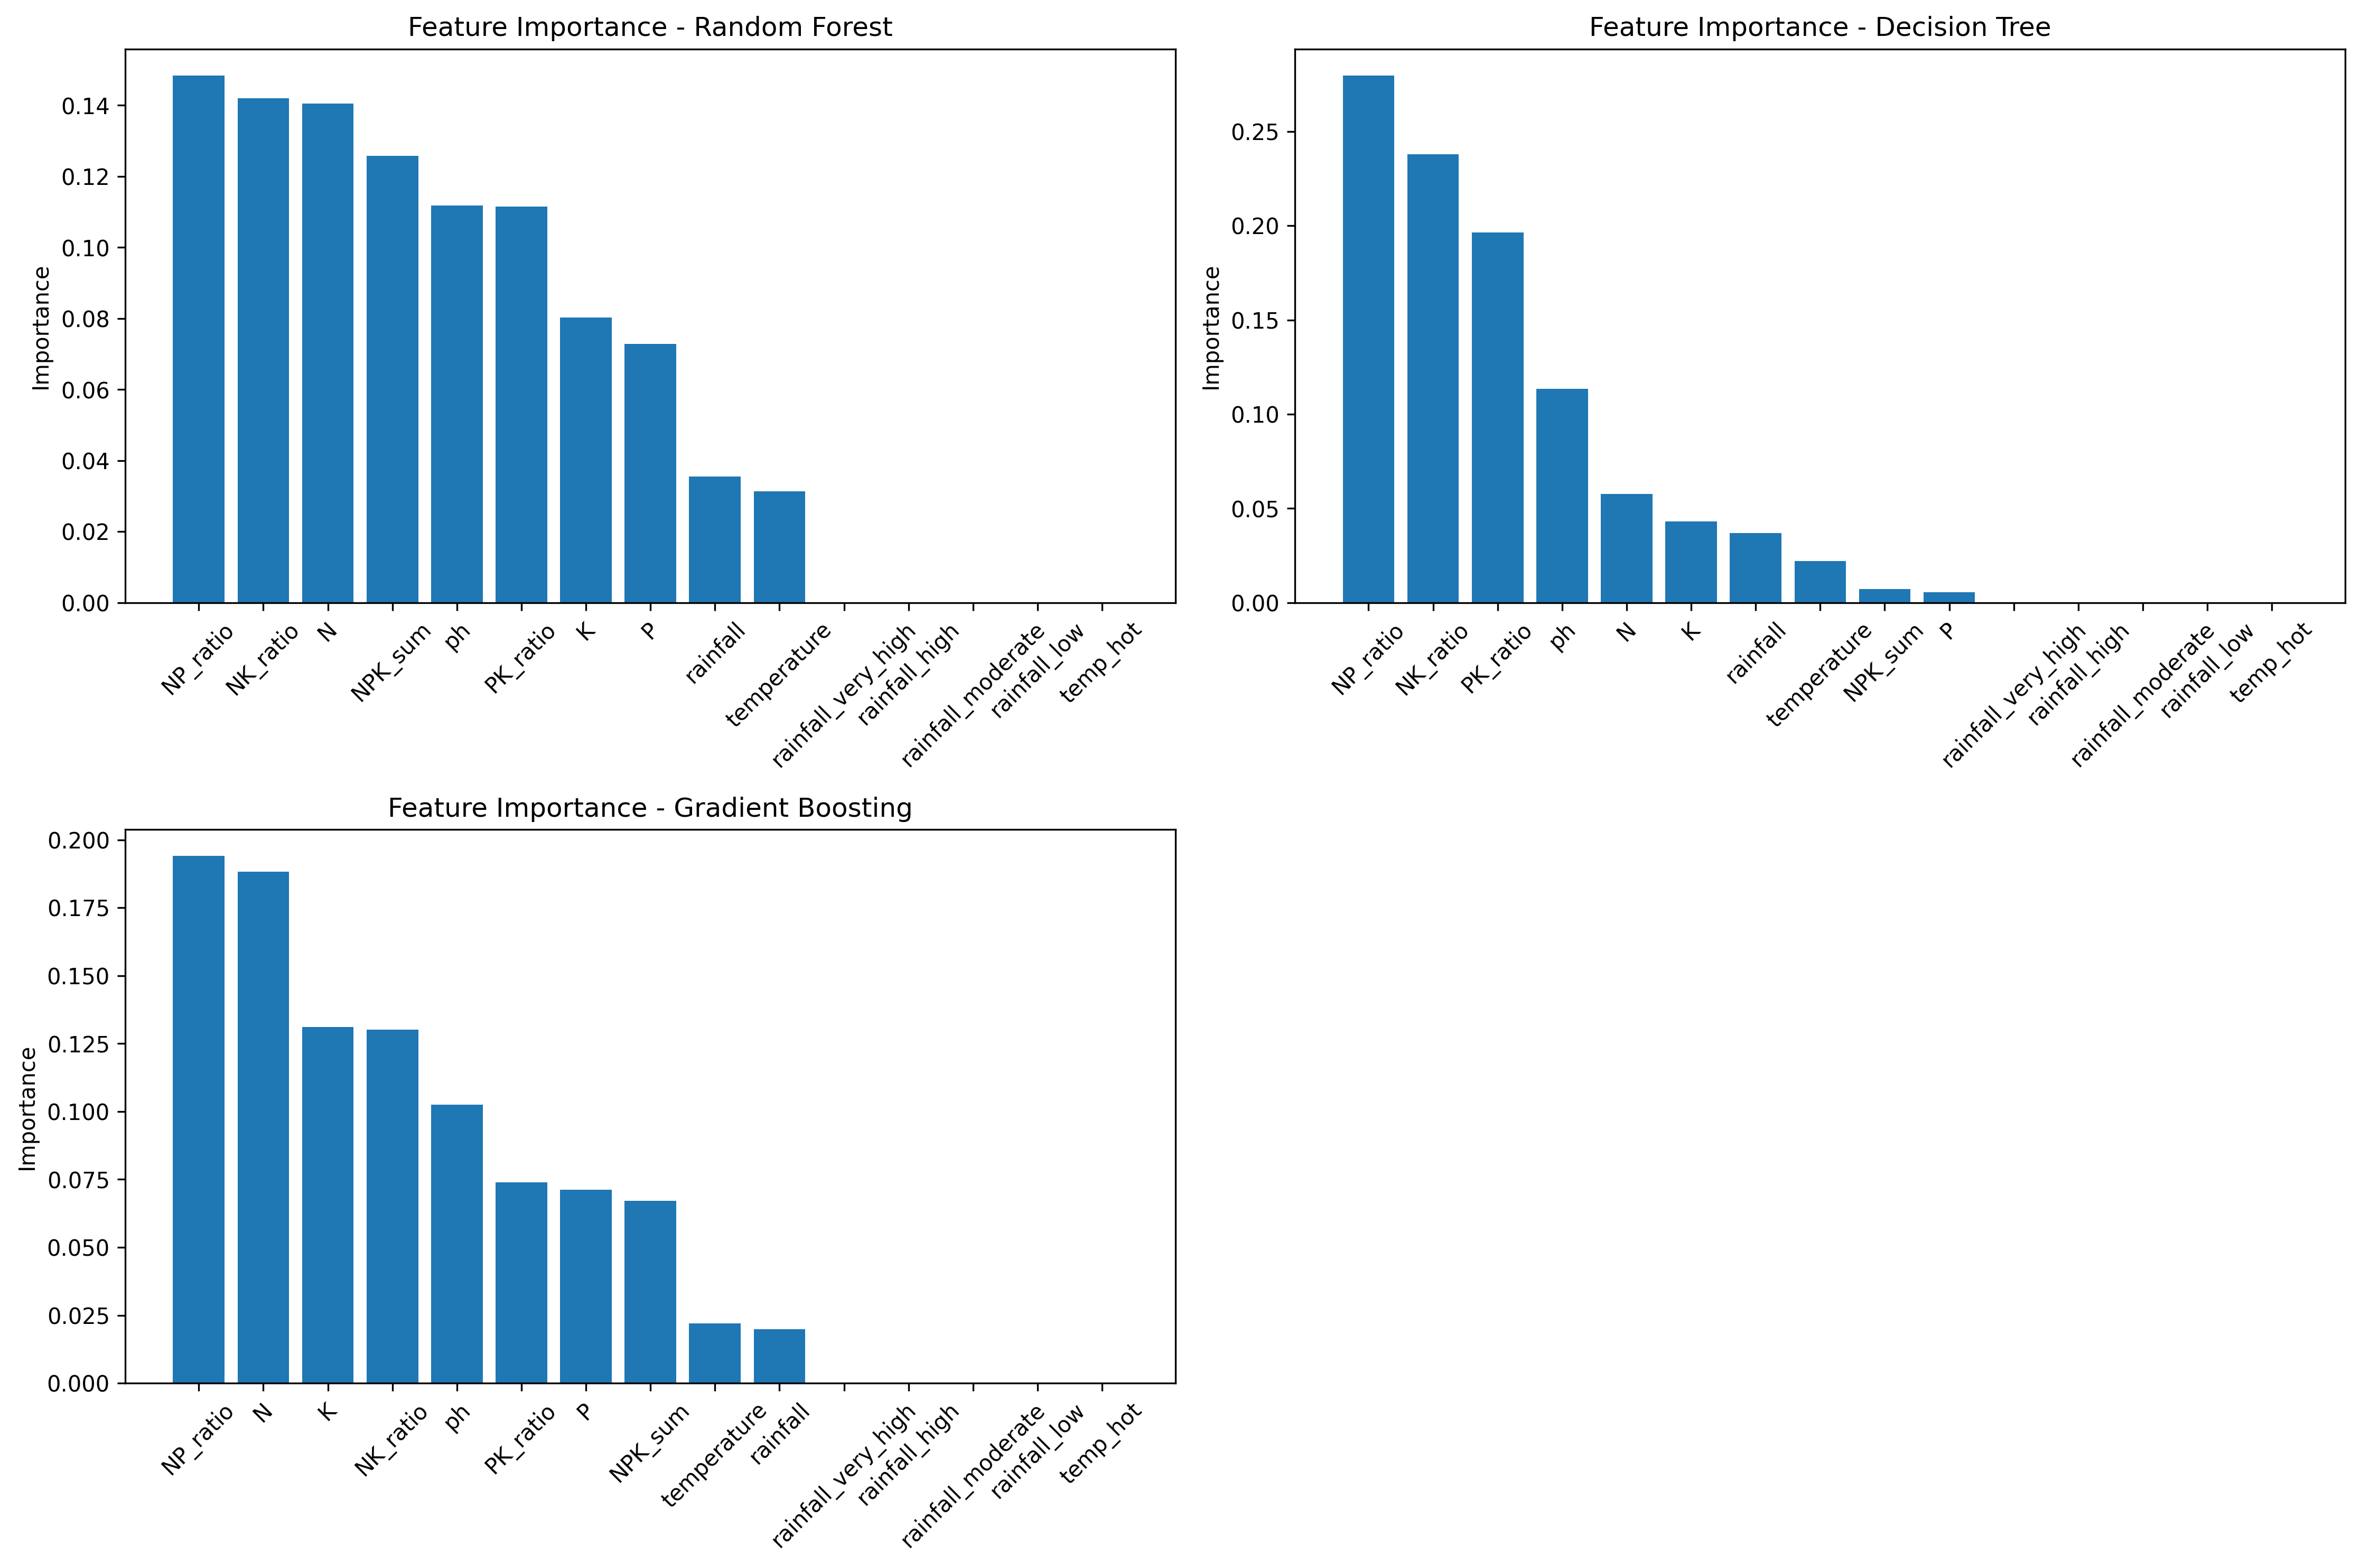 Feature Importance - Random Forest
Importance
0.14
0.12
0.10
0.08
0.06
0.04
0.02
0.00
NP_ratio
NK_ratio
N
NPK_sum
ph
PK_ratio
K
P
rainfall
temperature
rainfall_very_high
rainfall_high
rainfall_moderate
rainfall_low
temp_hot
Feature Importance - Decision Tree
Importance
0.25
0.20
0.15
0.10
0.05
0.00
NP_ratio
NK_ratio
PK_ratio
ph
N
K
rainfall
temperature
NPK_sum
P
rainfall_very_high
rainfall_high
rainfall_moderate
rainfall_low
temp_hot
Feature Importance - Gradient Boosting
Importance
0.200
0.175
0.150
0.125
0.100
0.075
0.050
0.025
0.000
NP_ratio
N
K
NK_ratio
ph
PK_ratio
P
NPK_sum
temperature
rainfall
rainfall_very_high
rainfall_high
rainfall_moderate
rainfall_low
temp_hot